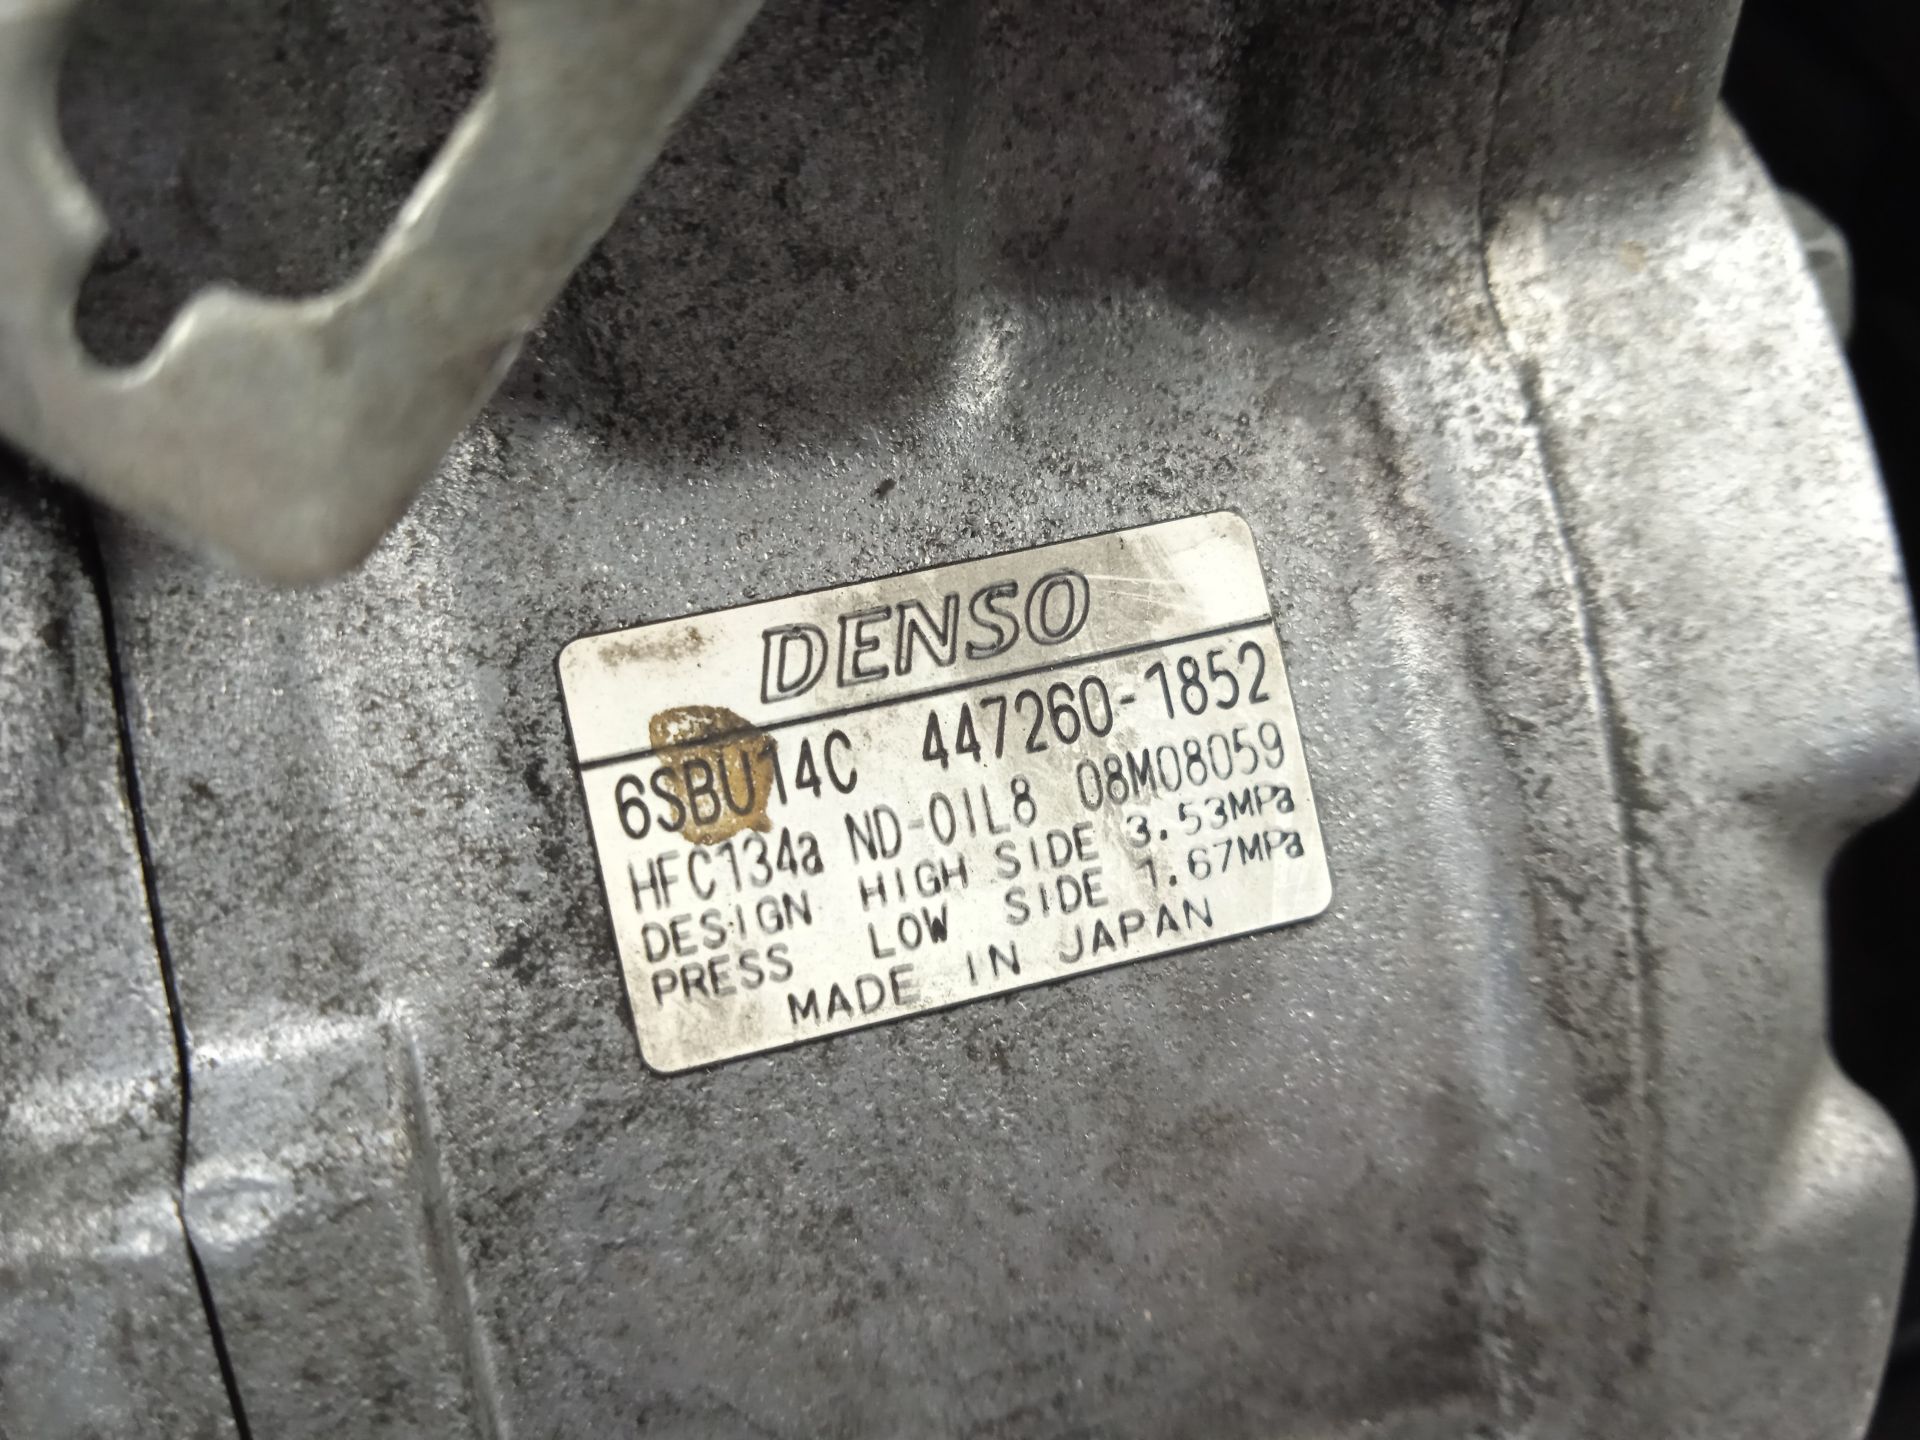 DENSO
6SBU14C 447260-1852
HFC134a ND-OIL8 08M08059
DESIGN HIGH SIDE 3.53MPa
PRESS LOW SIDE 1.67MPa
MADE IN JAPAN